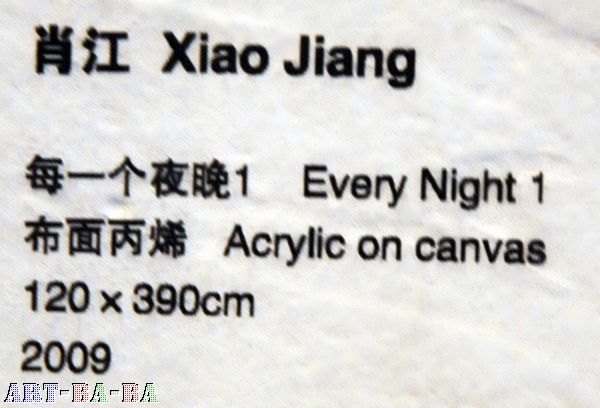 肖江 Xiao Jiang
每一个夜晚1 Every Night 1
布面丙烯 Acrylic on canvas
120 x 390cm
2009
ART-BA-BA